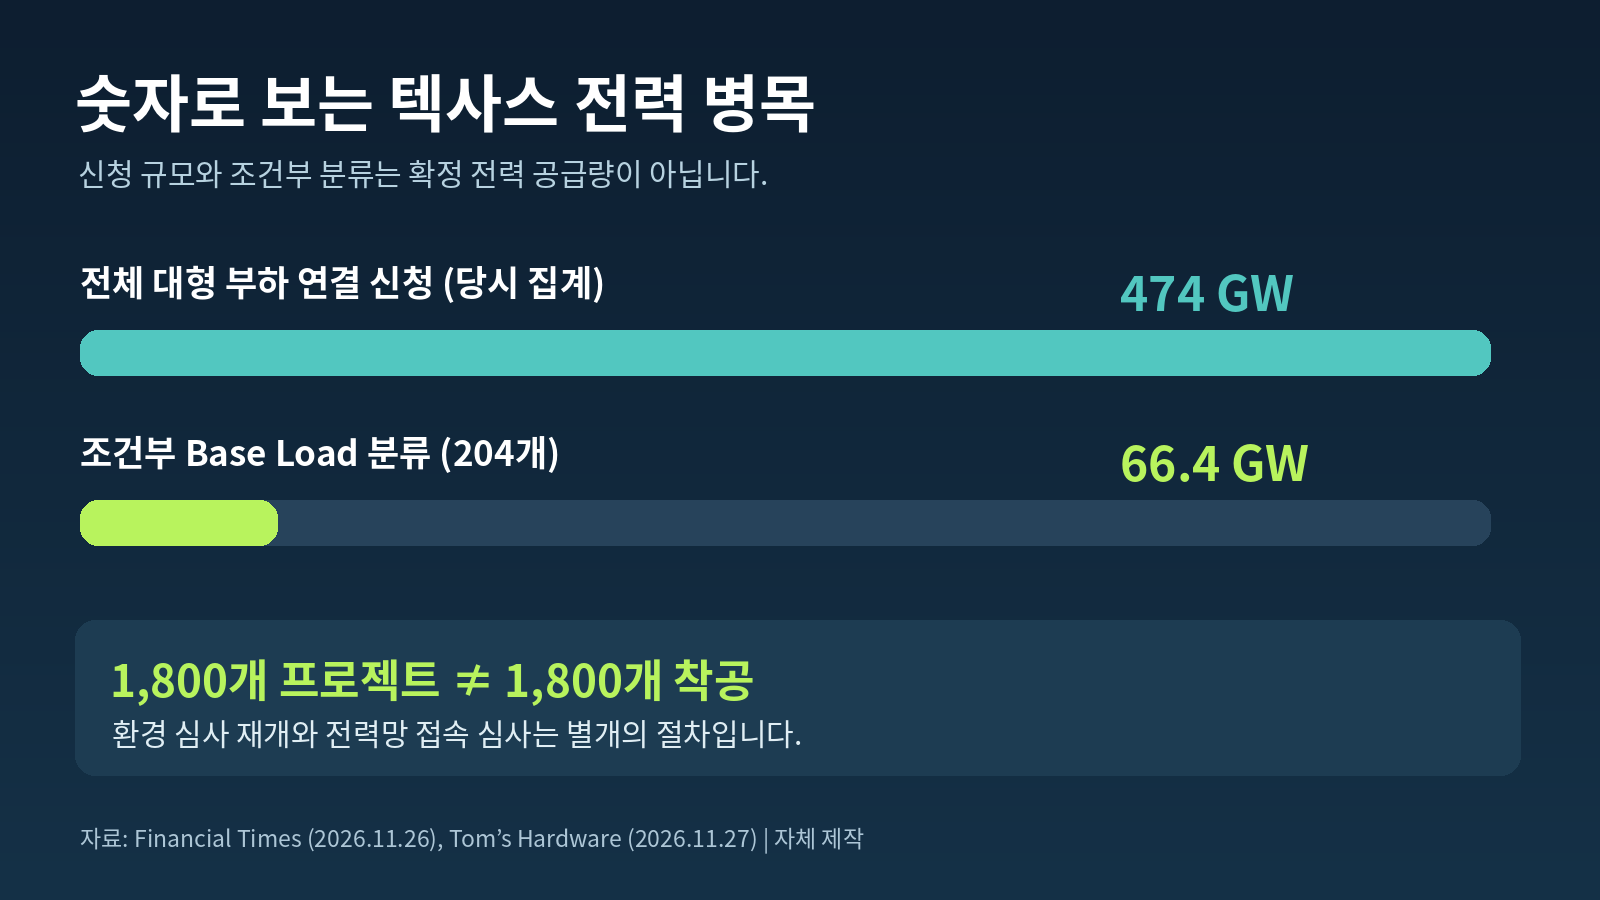 숫자로 보는 텍사스 전력 병목
신청 규모와 조건부 분류는 확정 전력 공급량이 아닙니다.
전체 대형 부하 연결 신청 (당시 집계)
474 GW
조건부 Base Load 분류 (204개)
66.4 GW
1,800개 프로젝트 ≠ 1,800개 착공
환경 심사 재개와 전력망 접속 심사는 별개의 절차입니다.
자료: Financial Times (2026.11.26), Tom’s Hardware (2026.11.27) | 자체 제작